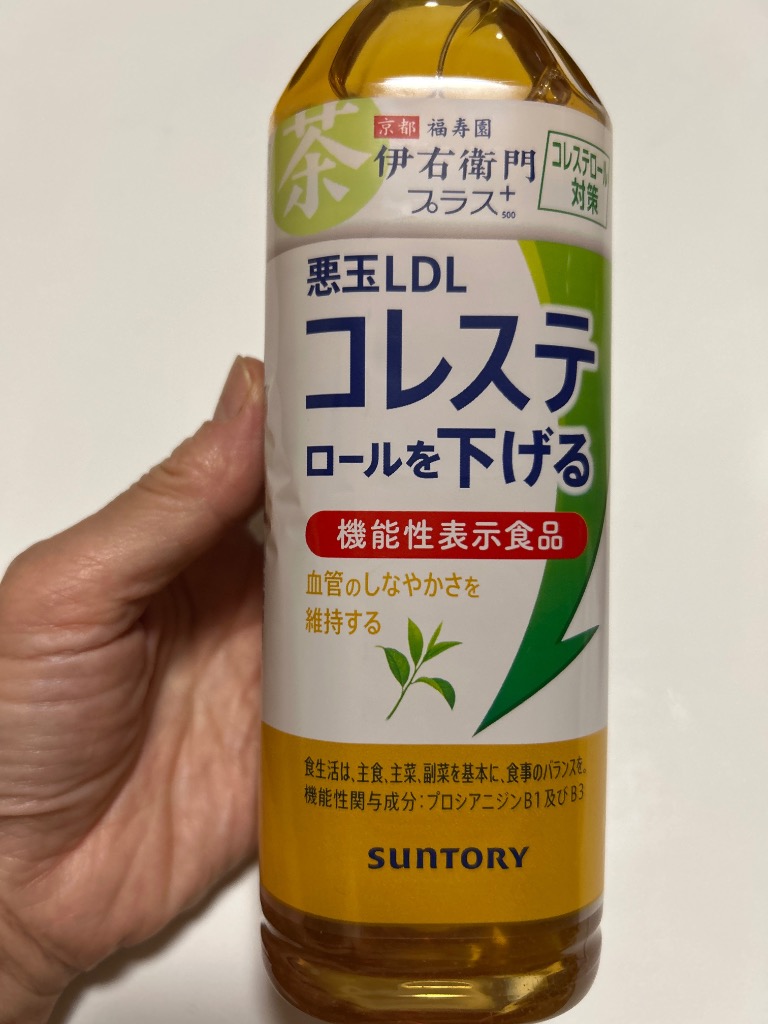 茶
京都 福寿園
伊右衛門
プラス+
500
コレステロール
対策
悪玉LDL
コレステ
ロールを下げる
機能性表示食品
血管のしなやかさを
維持する
食生活は、主食、主菜、副菜を基本に、食事のバランスを。
機能性関与成分:プロシアニジンB1及びB3
SUNTORY